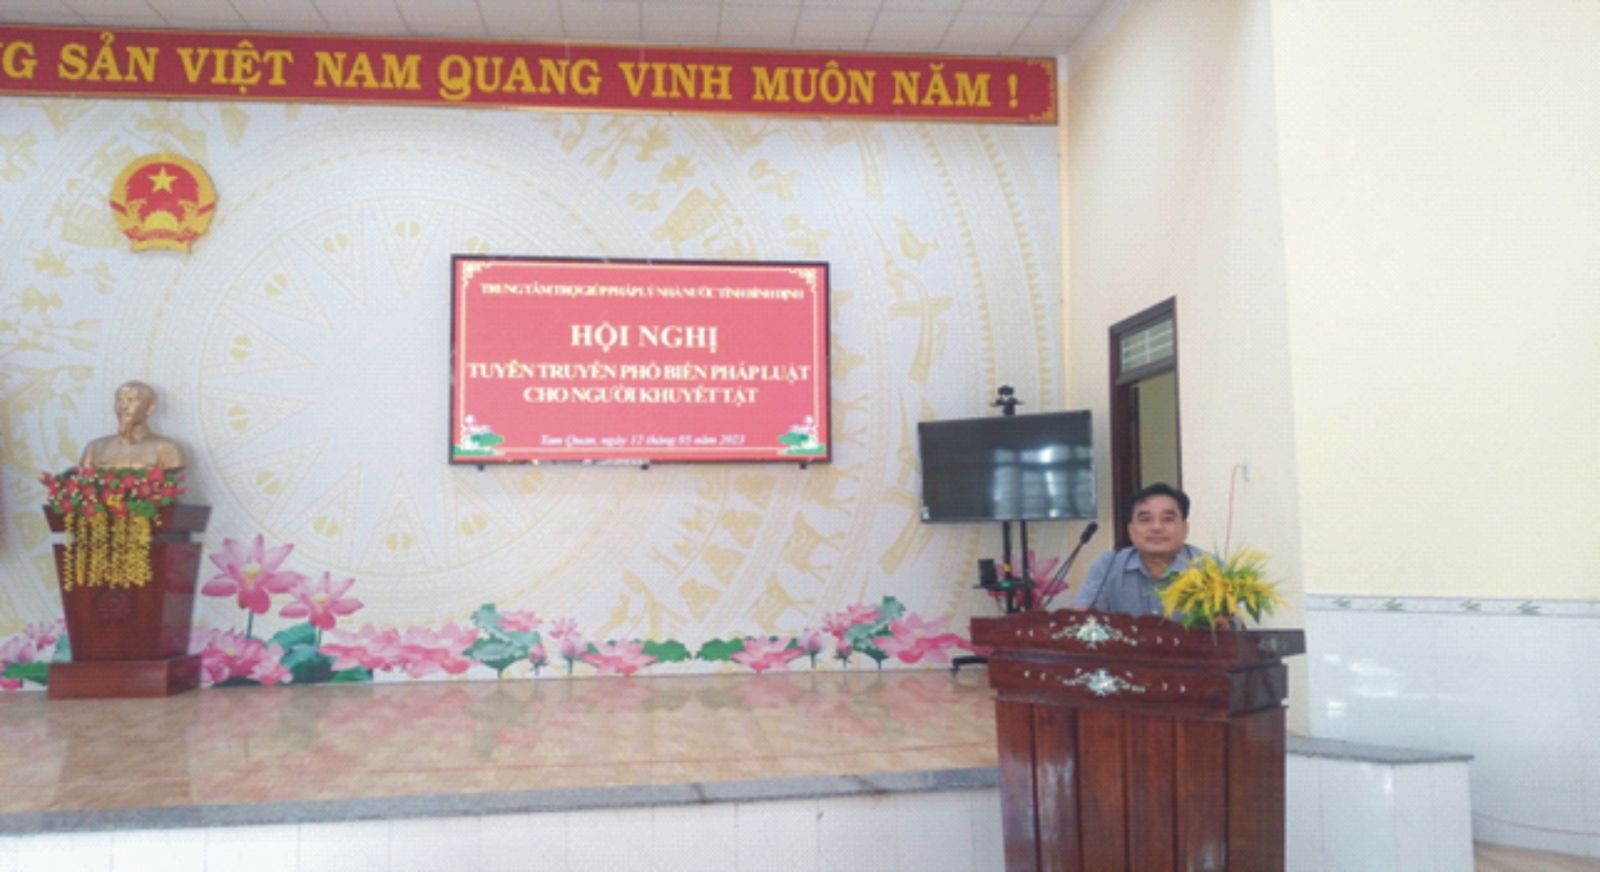 G SẢN VIỆT NAM QUANG VINH MUÔN NĂM !
TRUNG TÂM TRỢ GIÚP PHÁP LÝ NHÀ NƯỚC TỈNH BÌNH ĐỊNH
HỘI NGHỊ
TUYÊN TRUYỀN PHỔ BIẾN PHÁP LUẬT
CHO NGƯỜI KHUYẾT TẬT
Tam Quan, ngày 12 tháng 05 năm 2023